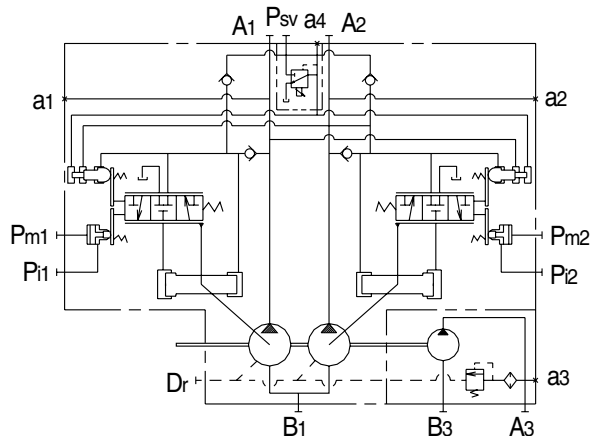 A1 Psv a4 A2
a1 a2
Pm1 Pm2
Pi1 Pi2
Dr a3
B1 B3 A3